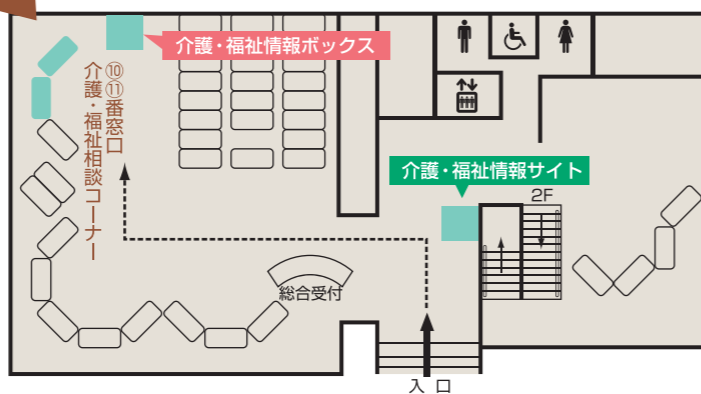 介護・福祉情報ボックス
⑩⑪番窓口
介護・福祉相談コーナー
介護・福祉情報サイト
2F
総合受付
入口